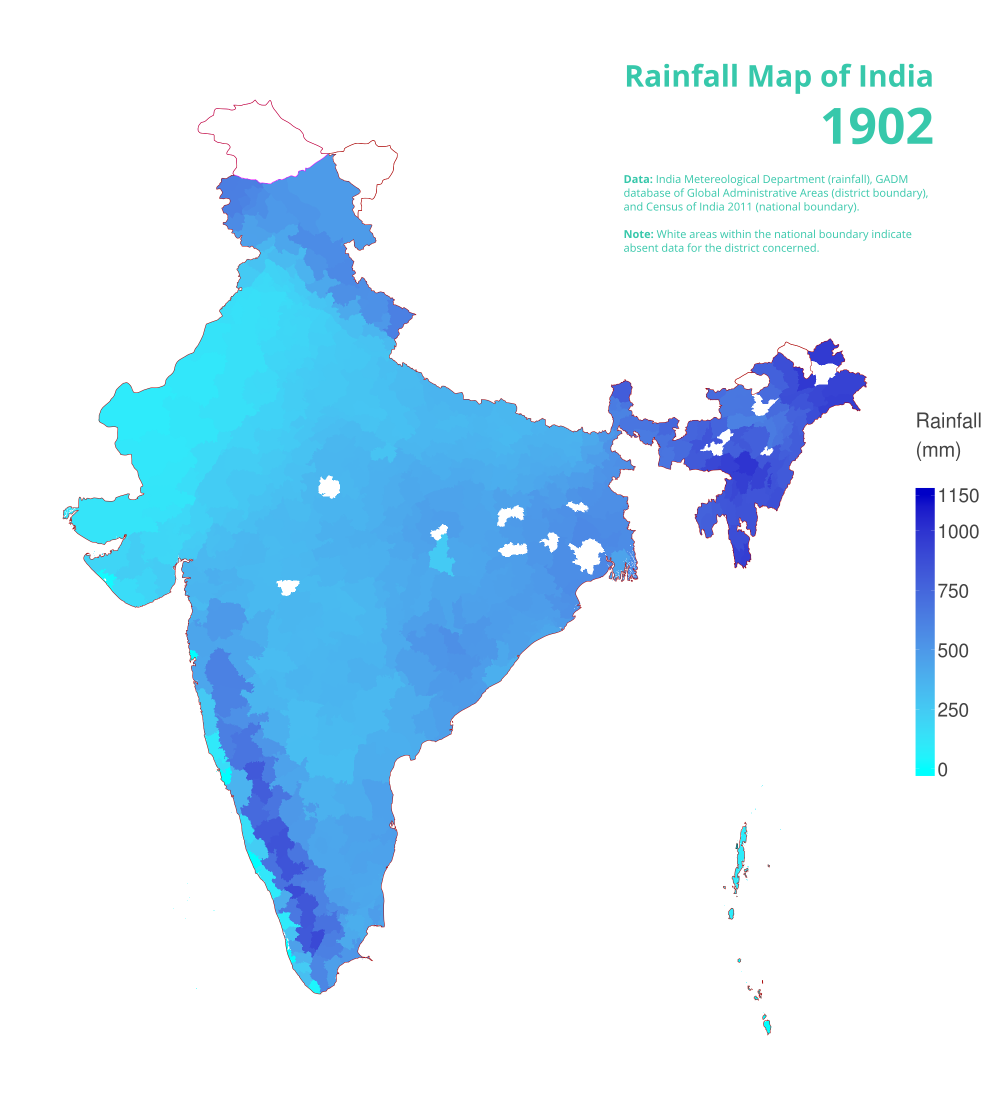 Rainfall Map of India
1902
Data: India Metereological Department (rainfall), GADM
database of Global Administrative Areas (district boundary),
and Census of India 2011 (national boundary).
Note: White areas within the national boundary indicate
absent data for the district concerned.
Rainfall
(mm)
1150
1000
750
500
250
0